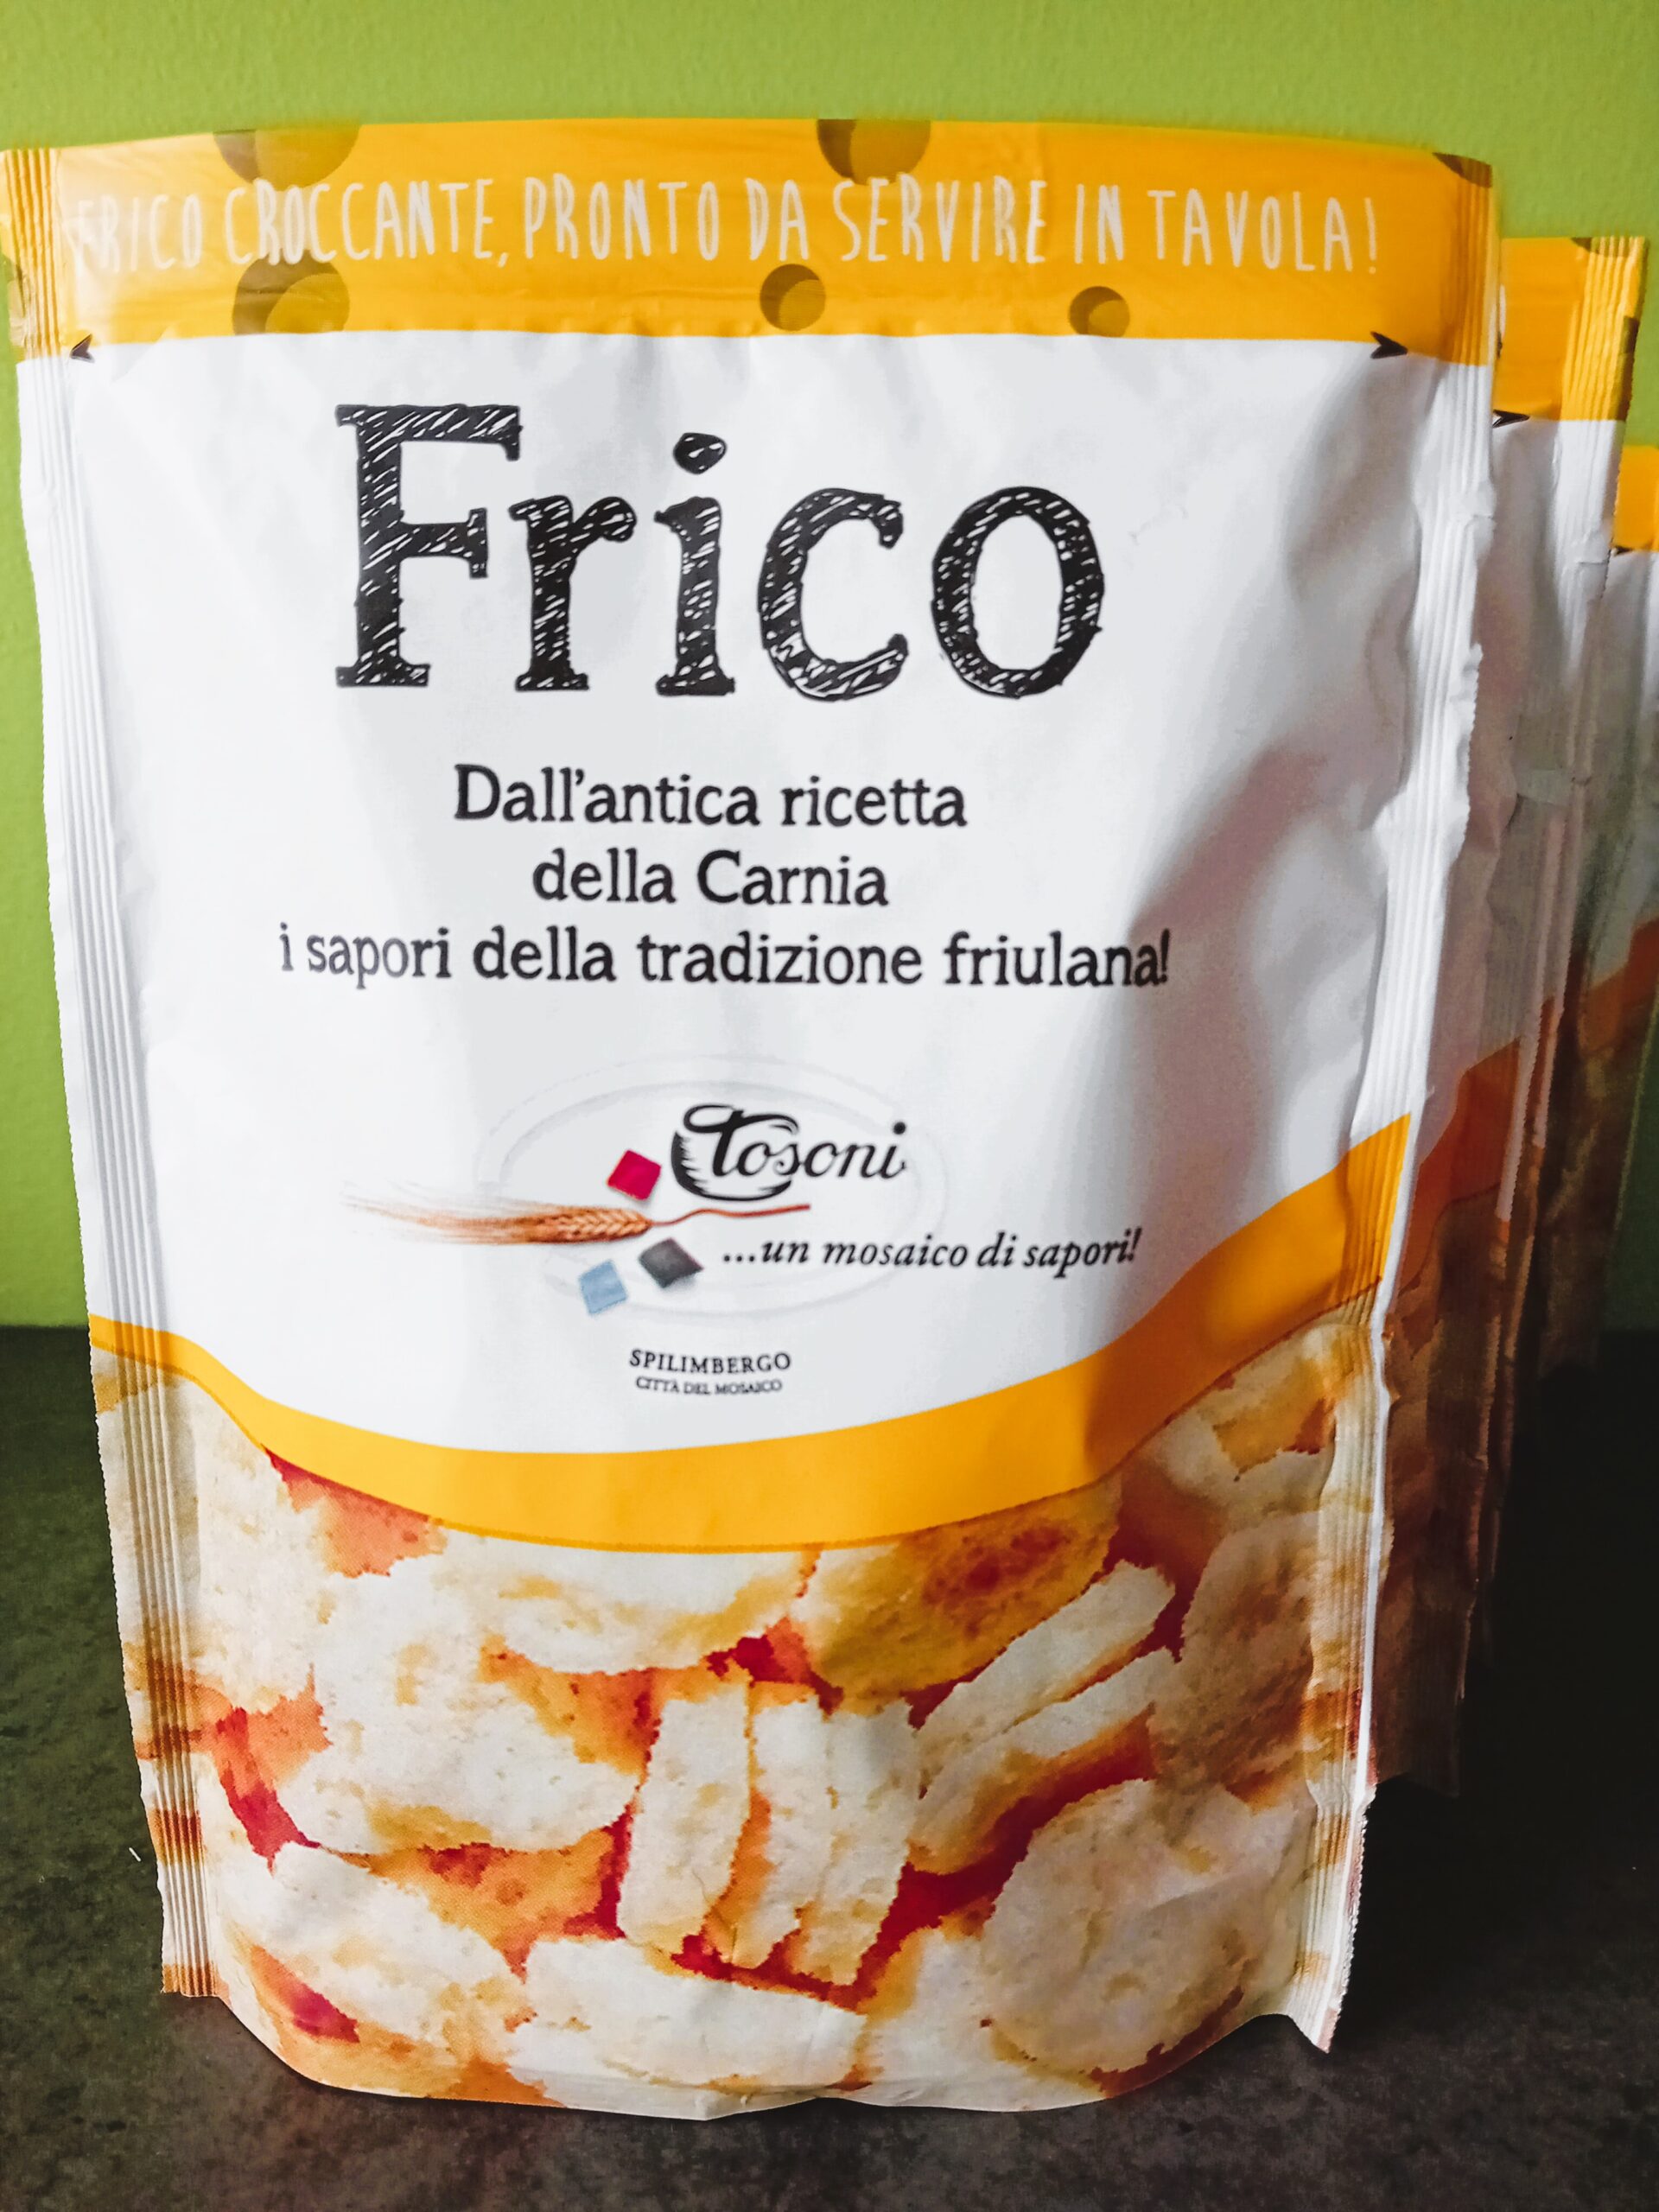 FRICO CROCCANTE, PRONTO DA SERVIRE IN TAVOLA!
Frico
Dall'antica ricetta
della Carnia
i sapori della tradizione friulana!
Tosoni
...un mosaico di sapori!
SPILIMBERGO
CITTÀ DEL MOSAICO